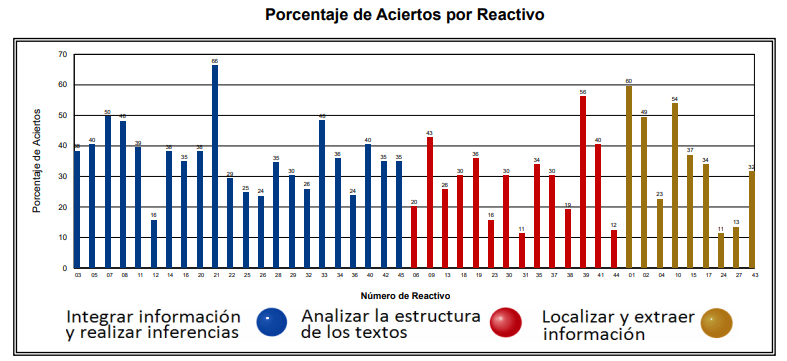 Porcentaje de Aciertos por Reactivo
Porcentaje de Aciertos
70
60
50
40
30
20
10
0
38 40 50 48 39 16 38 35 38 66 29 25 24 35 30 26 48 36 24 40 35 35 20 43 26 30 36 16 30 11 34 30 19 56 40 12 60 49 23 54 37 34 11 13 32
03 05 07 08 11 12 14 16 20 21 22 25 26 28 29 32 33 34 36 40 42 45 06 09 13 18 19 23 30 31 35 37 38 39 41 44 01 02 04 10 15 17 24 27 43
Número de Reactivo
Integrar información Analizar la estructura Localizar y extraer
y realizar inferencias de los textos información